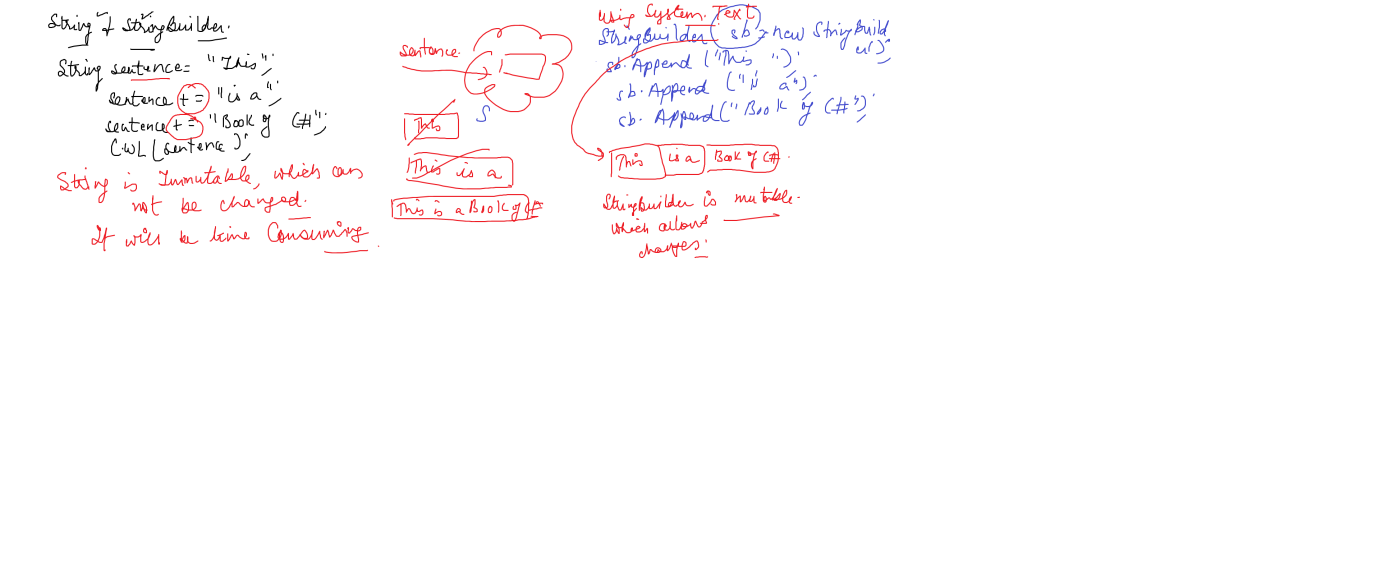 String & StringBuilder.
String sentence = "This";
sentence += "is a";
sentence += "Book of C#";
C.WL(sentence);
String is Immutable, which can
not be changed.
It will be time Consuming.
sentence.
S
This
This is a
This is a Book of C#
Using System.Text
StringBuilder sb = new StringBuild
er();
sb.Append("This ");
sb.Append("is a");
sb.Append("Book of C#");
This is a Book of C#.
StringBuilder is mutable.
which allows
changes.